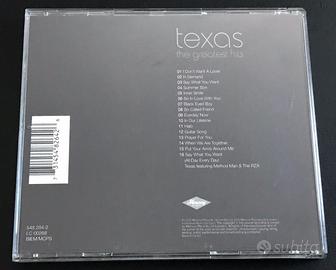 texas
the greatest hits
01 I Don't Want A Lover
02 In Demand
03 Say What You Want
04 Summer Son
05 Inner Smile
06 So In Love With You
07 Black Eyed Boy
08 So Called Friend
09 Everyday Now
10 In Our Lifetime
11 Halo
12 Guitar Song
13 Prayer For You
14 When We Are Together
15 Put Your Arms Around Me
16 Say What You Want
(All Day Every Day)
Texas featuring Method Man & The RZA
548 284-2
LC 00268
BIEM/MCPS
Mercury
subito